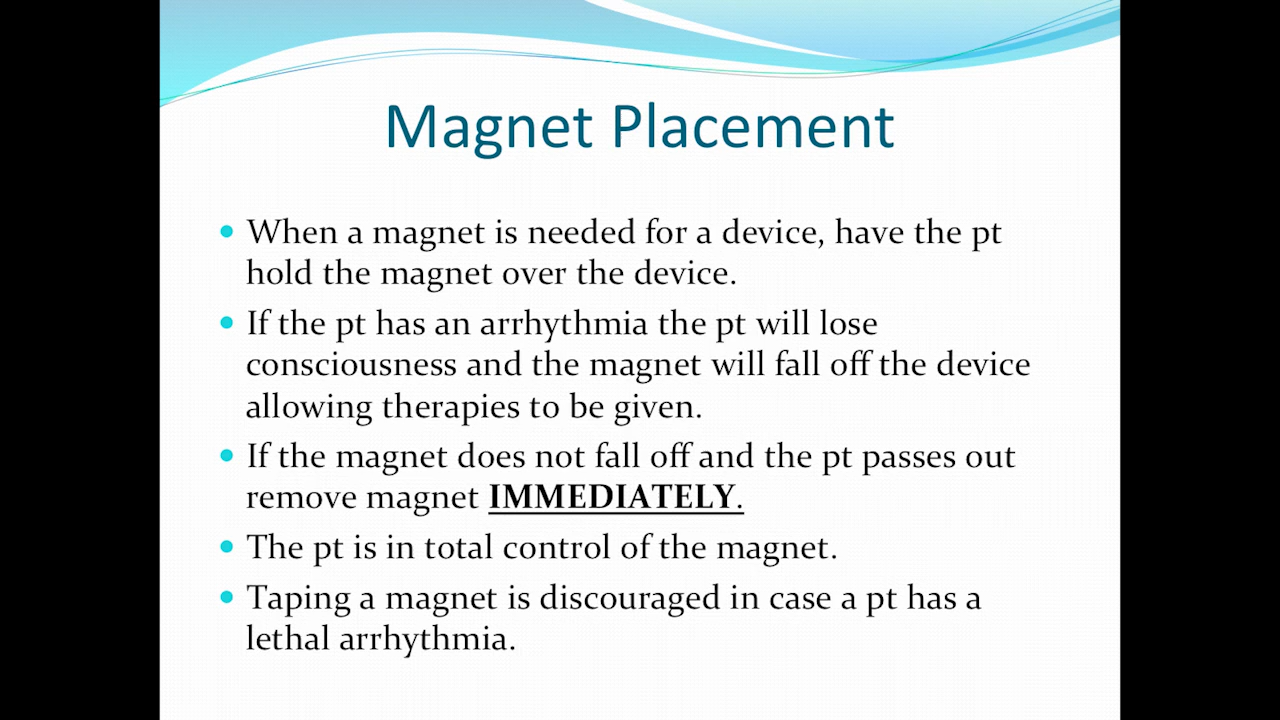 Magnet Placement
• When a magnet is needed for a device, have the pt
hold the magnet over the device.
• If the pt has an arrhythmia the pt will lose
consciousness and the magnet will fall off the device
allowing therapies to be given.
• If the magnet does not fall off and the pt passes out
remove magnet IMMEDIATELY.
• The pt is in total control of the magnet.
• Taping a magnet is discouraged in case a pt has a
lethal arrhythmia.